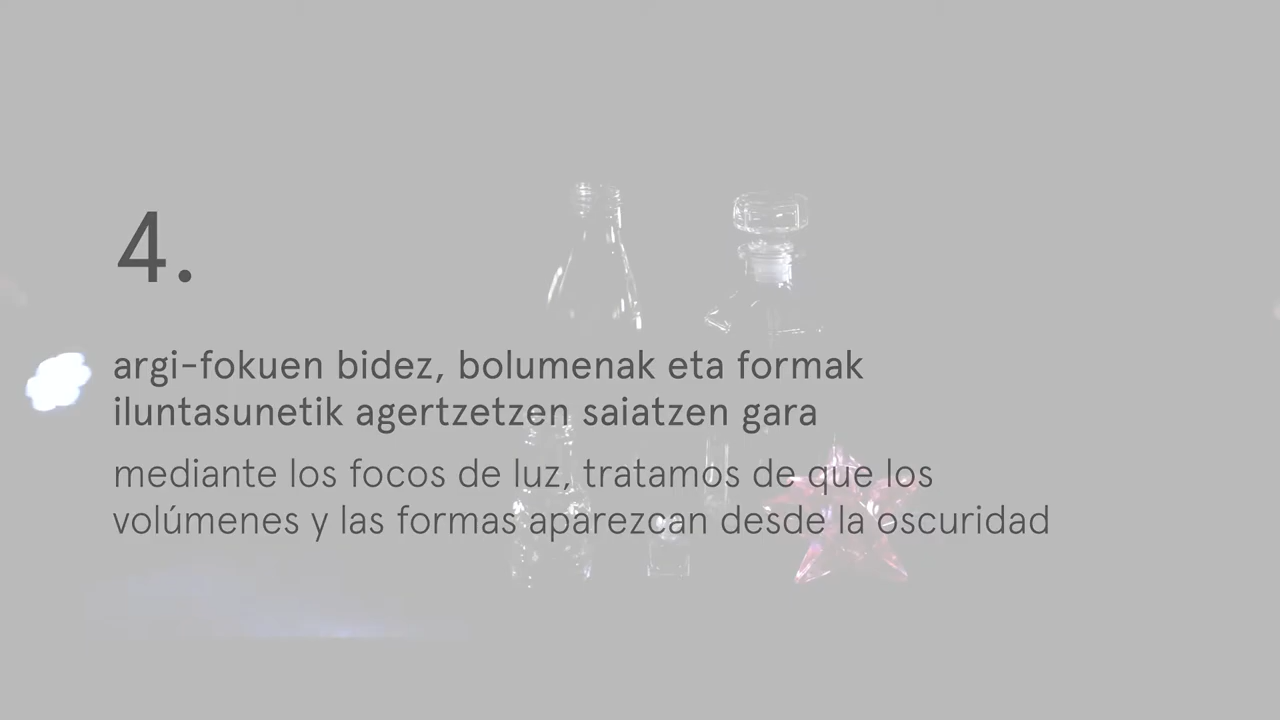 4.
argi-fokuen bidez, bolumenak eta formak
iluntasunetik agertzetzen saiatzen gara
mediante los focos de luz, tratamos de que los
volúmenes y las formas aparezcan desde la oscuridad